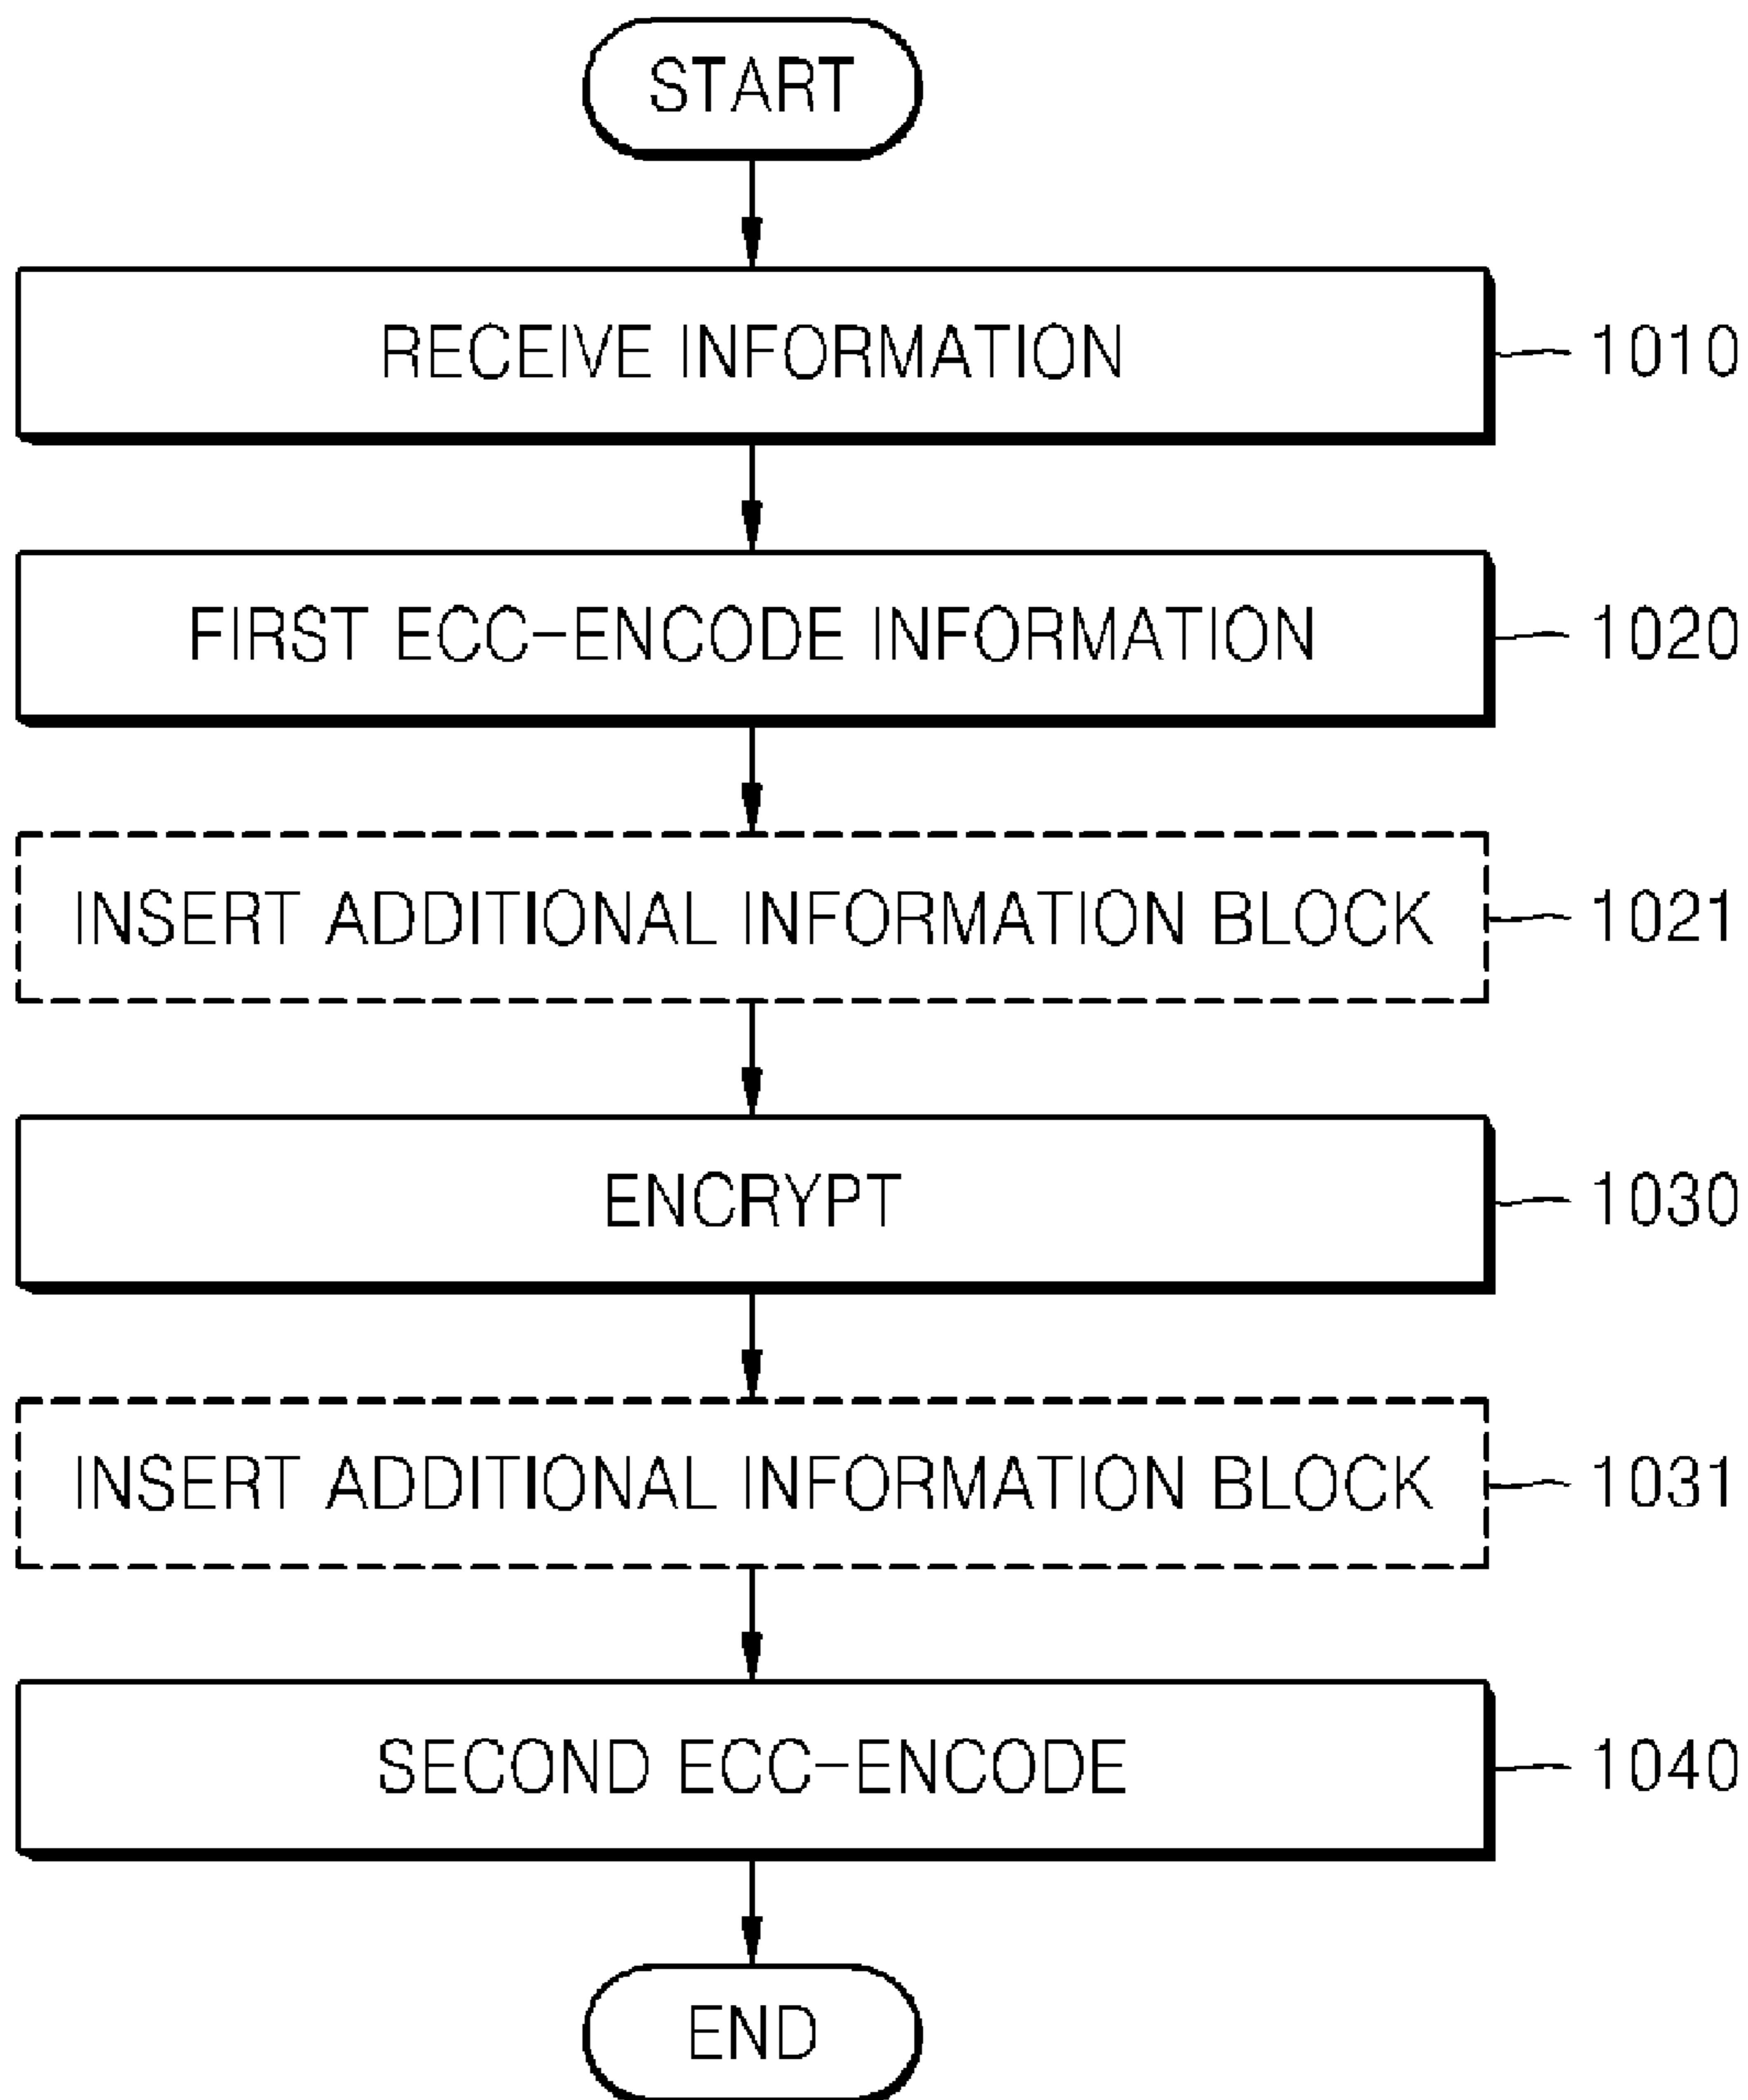 START
RECEIVE INFORMATION 1010
FIRST ECC-ENCODE INFORMATION 1020
INSERT ADDITIONAL INFORMATION BLOCK 1021
ENCRYPT 1030
INSERT ADDITIONAL INFORMATION BLOCK 1031
SECOND ECC-ENCODE 1040
END